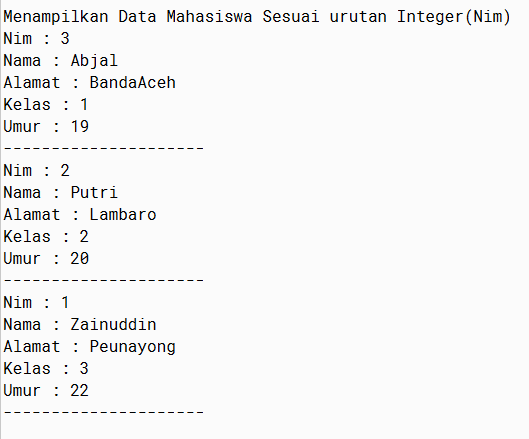 Menampilkan Data Mahasiswa Sesuai urutan Integer(Nim)
Nim : 3
Nama : Abjal
Alamat : BandaAceh
Kelas : 1
Umur : 19
---------------------
Nim : 2
Nama : Putri
Alamat : Lambaro
Kelas : 2
Umur : 20
---------------------
Nim : 1
Nama : Zainuddin
Alamat : Peunayong
Kelas : 3
Umur : 22
---------------------